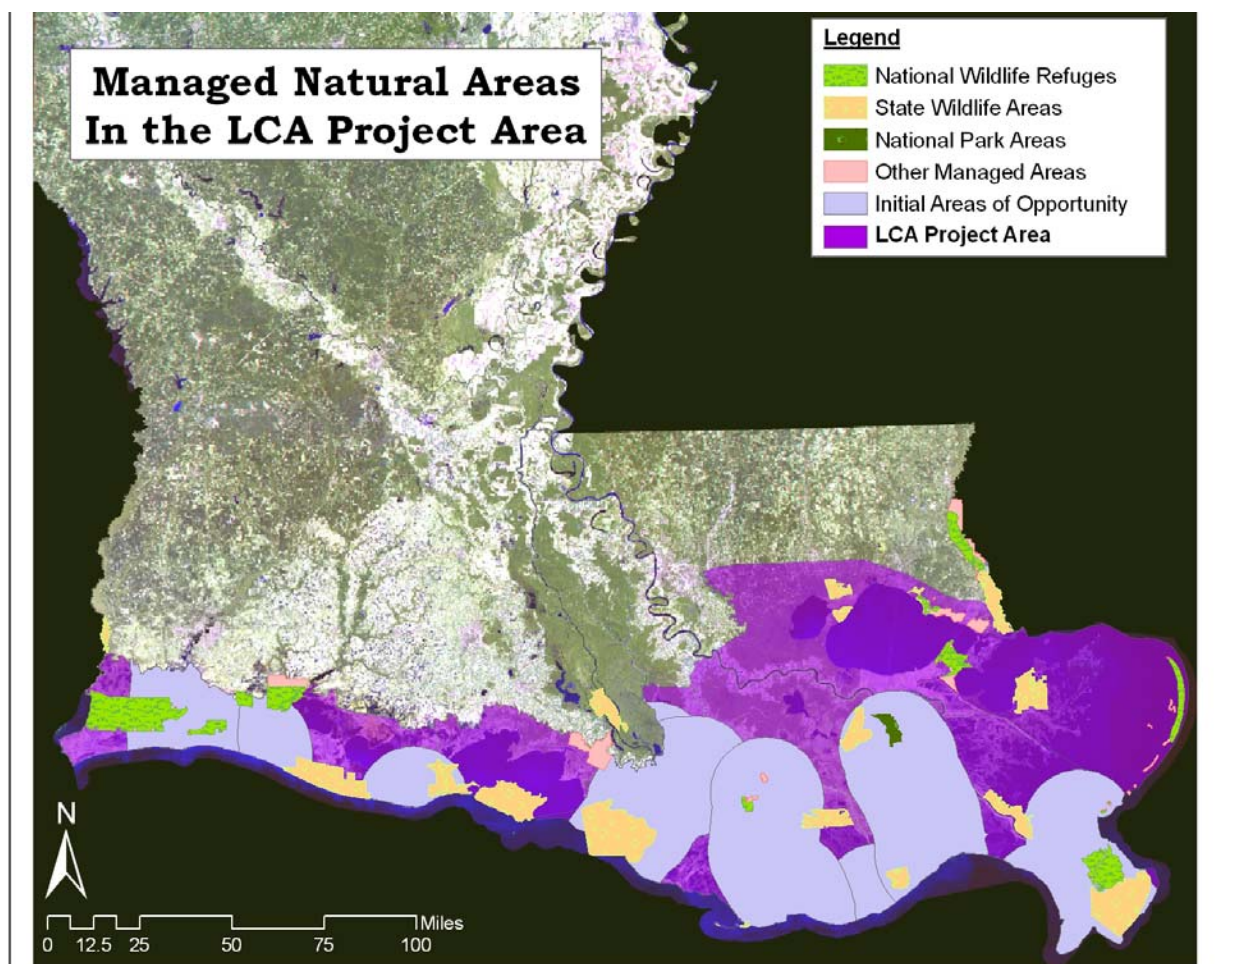 Managed Natural Areas
In the LCA Project Area
Legend
National Wildlife Refuges
State Wildlife Areas
National Park Areas
Other Managed Areas
Initial Areas of Opportunity
LCA Project Area
N
Miles
0 12.5 25 50 75 100